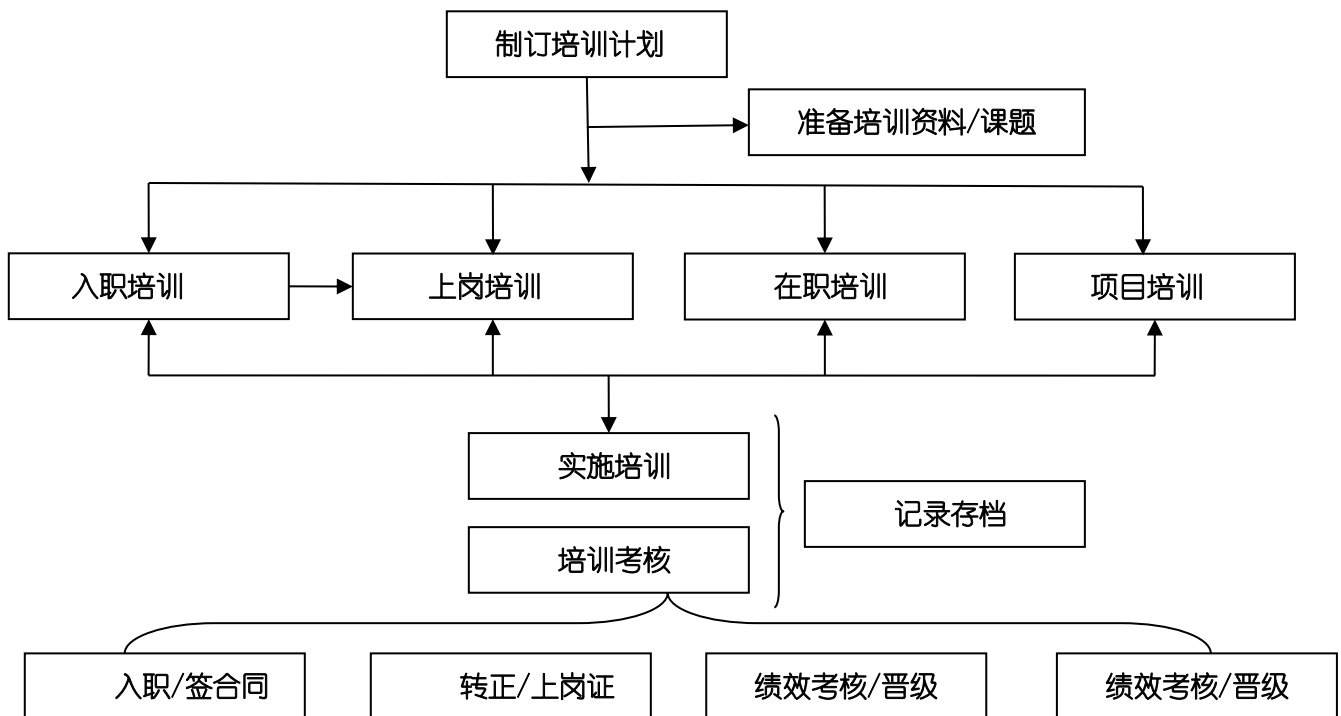 制订培训计划
准备培训资料/课题
入职培训
上岗培训
在职培训
项目培训
实施培训
记录存档
培训考核
入职/签合同
转正/上岗证
绩效考核/晋级
绩效考核/晋级